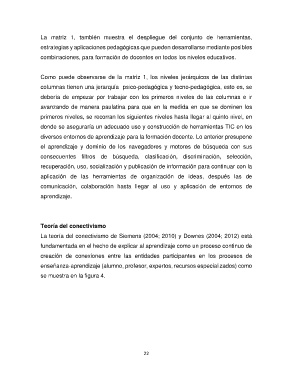 La matriz 1, también muestra el despliegue del conjunto de herramientas,
estrategias y aplicaciones pedagógicas que pueden desarrollarse mediante posibles
combinaciones, para formación de docentes en todos los niveles educativos.
Como puede observarse de la matriz 1, los niveles jerárquicos de las distintas
columnas tienen una jerarquía psico-pedagógica y tecno-pedagógica, esto es, se
debería de empezar por trabajar con los primeros niveles de las columnas e ir
avanzando de manera paulatina para que en la medida en que se dominen los
primeros niveles, se recorran los siguientes niveles hasta llegar al quinto nivel, en
donde se aseguraría un adecuado uso y construcción de herramientas TIC en los
diversos entornos de aprendizaje para la formación docente. Lo anterior presupone
el aprendizaje y dominio de los navegadores y motores de búsqueda con sus
consecuentes filtros de búsqueda, clasificación, discriminación, selección,
recuperación, uso, socialización y publicación de información para continuar con la
aplicación de las herramientas de organización de ideas, después las de
comunicación, colaboración hasta llegar al uso y aplicación de entornos de
aprendizaje.
Teoría del conectivismo
La teoría del conectivismo de Siemens (2004; 2010) y Downes (2004; 2012) está
fundamentada en el hecho de explicar al aprendizaje como un proceso continuo de
creación de conexiones entre las entidades participantes en los procesos de
enseñanza-aprendizaje (alumno, profesor, expertos, recursos especializados) como
se muestra en la figura 4.
22